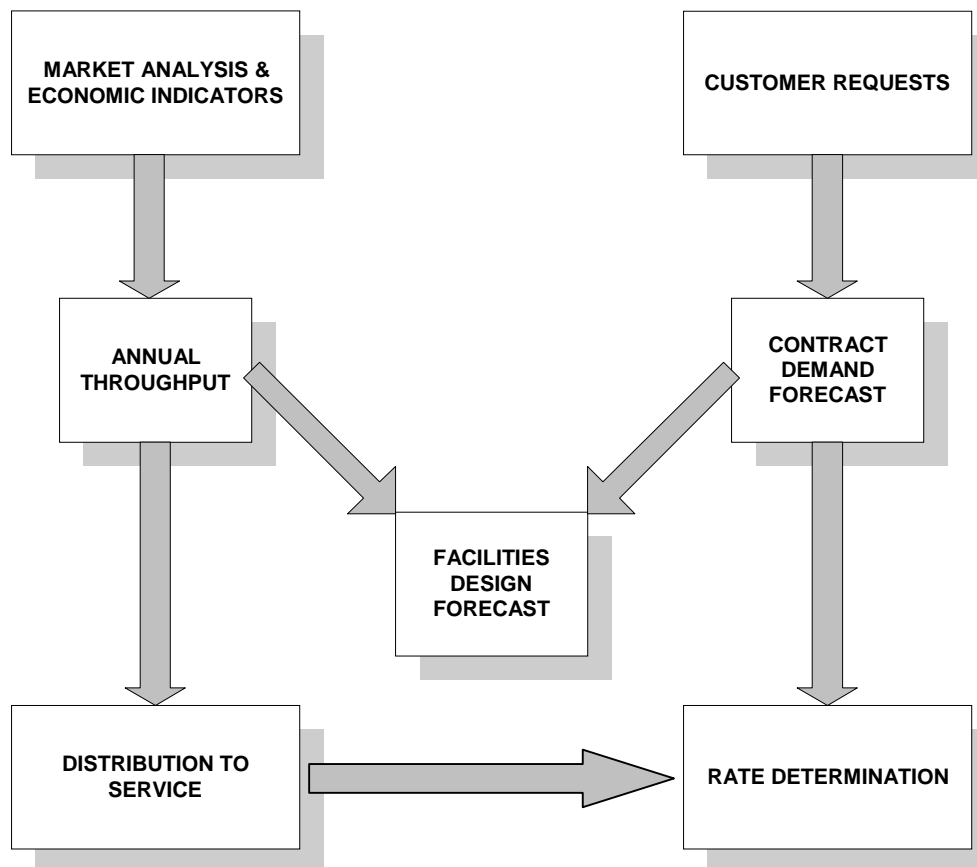 MARKET ANALYSIS &
ECONOMIC INDICATORS
CUSTOMER REQUESTS
ANNUAL
THROUGHPUT
CONTRACT
DEMAND
FORECAST
FACILITIES
DESIGN
FORECAST
DISTRIBUTION TO
SERVICE
RATE DETERMINATION